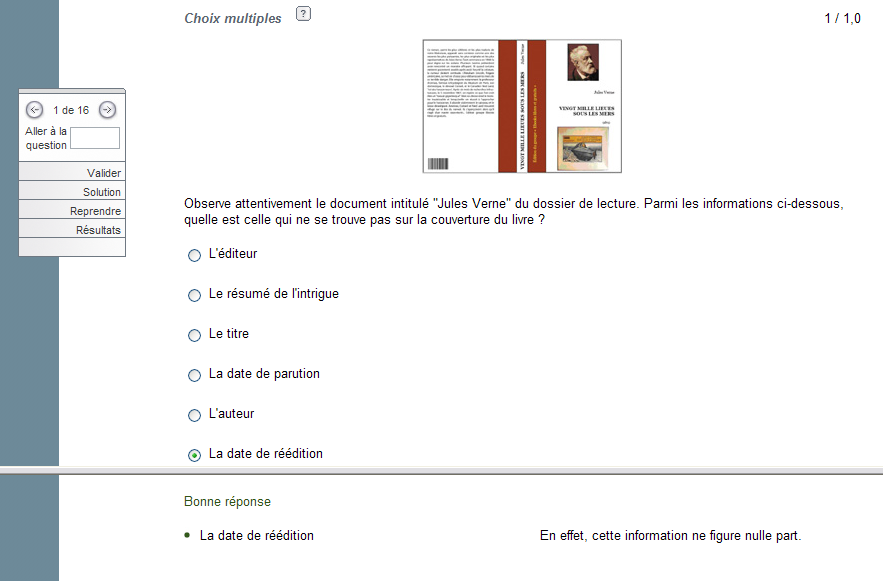 Choix multiples
?
1 / 1,0
1 de 16
Aller à la
question
Valider
Solution
Reprendre
Résultats
Jules Verne
VINGT MILLE LIEUES
SOUS LES MERS
VINGT MILLE LIEUES SOUS LES MERS Jules Verne
Observe attentivement le document intitulé "Jules Verne" du dossier de lecture. Parmi les informations ci-dessous,
quelle est celle qui ne se trouve pas sur la couverture du livre ?
L'éditeur
Le résumé de l'intrigue
Le titre
La date de parution
L'auteur
La date de réédition
Bonne réponse
La date de réédition
En effet, cette information ne figure nulle part.